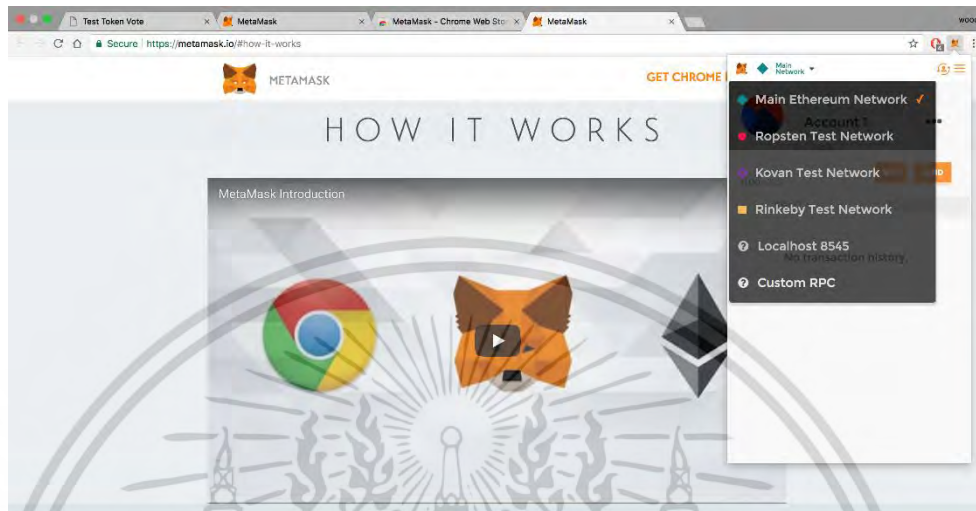 Test Token Vote
MetaMask
MetaMask - Chrome Web Sto
MetaMask
Secure
https://metamask.io/#how-it-works
METAMASK
GET CHROME
HOW IT WORKS
MetaMask Introduction
Main
Network
Main Ethereum Network
Account 1
Ropsten Test Network
Kovan Test Network
Rinkeby Test Network
Localhost 8545
No transaction history.
Custom RPC